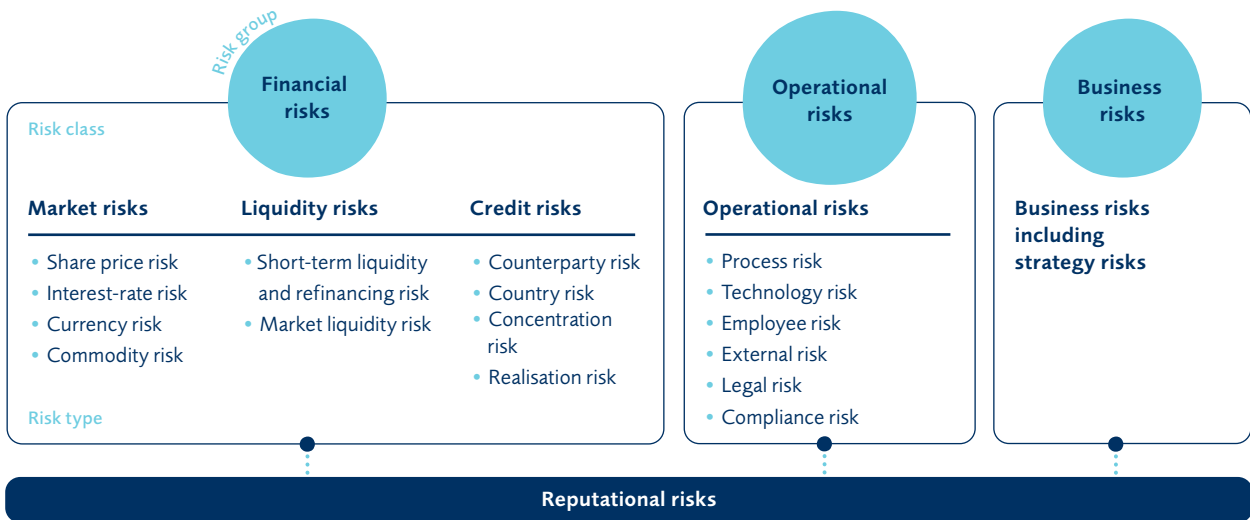 Risk group
Financial
risks
Operational
risks
Business
risks
Risk class
Market risks
• Share price risk
• Interest-rate risk
• Currency risk
• Commodity risk
Liquidity risks
• Short-term liquidity
and refinancing risk
• Market liquidity risk
Credit risks
• Counterparty risk
• Country risk
• Concentration
risk
• Realisation risk
Risk type
Operational risks
• Process risk
• Technology risk
• Employee risk
• External risk
• Legal risk
• Compliance risk
Business risks
including
strategy risks
Reputational risks